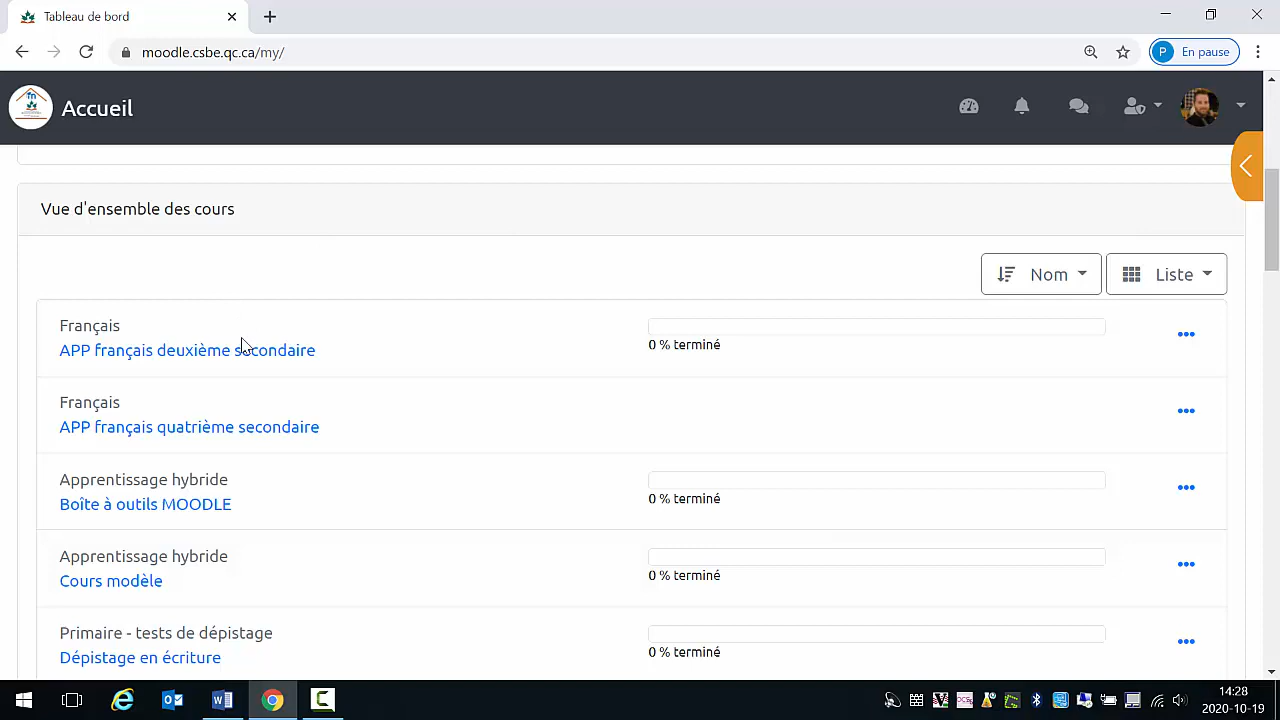 Tableau de bord
moodle.csbe.qc.ca/my/
P En pause
Accueil
Vue d'ensemble des cours
Nom
Liste
Français
APP français deuxième secondaire
0 % terminé
Français
APP français quatrième secondaire
Apprentissage hybride
Boîte à outils MOODLE
0 % terminé
Apprentissage hybride
Cours modèle
0 % terminé
Primaire - tests de dépistage
Dépistage en écriture
0 % terminé
14:28
2020-10-19